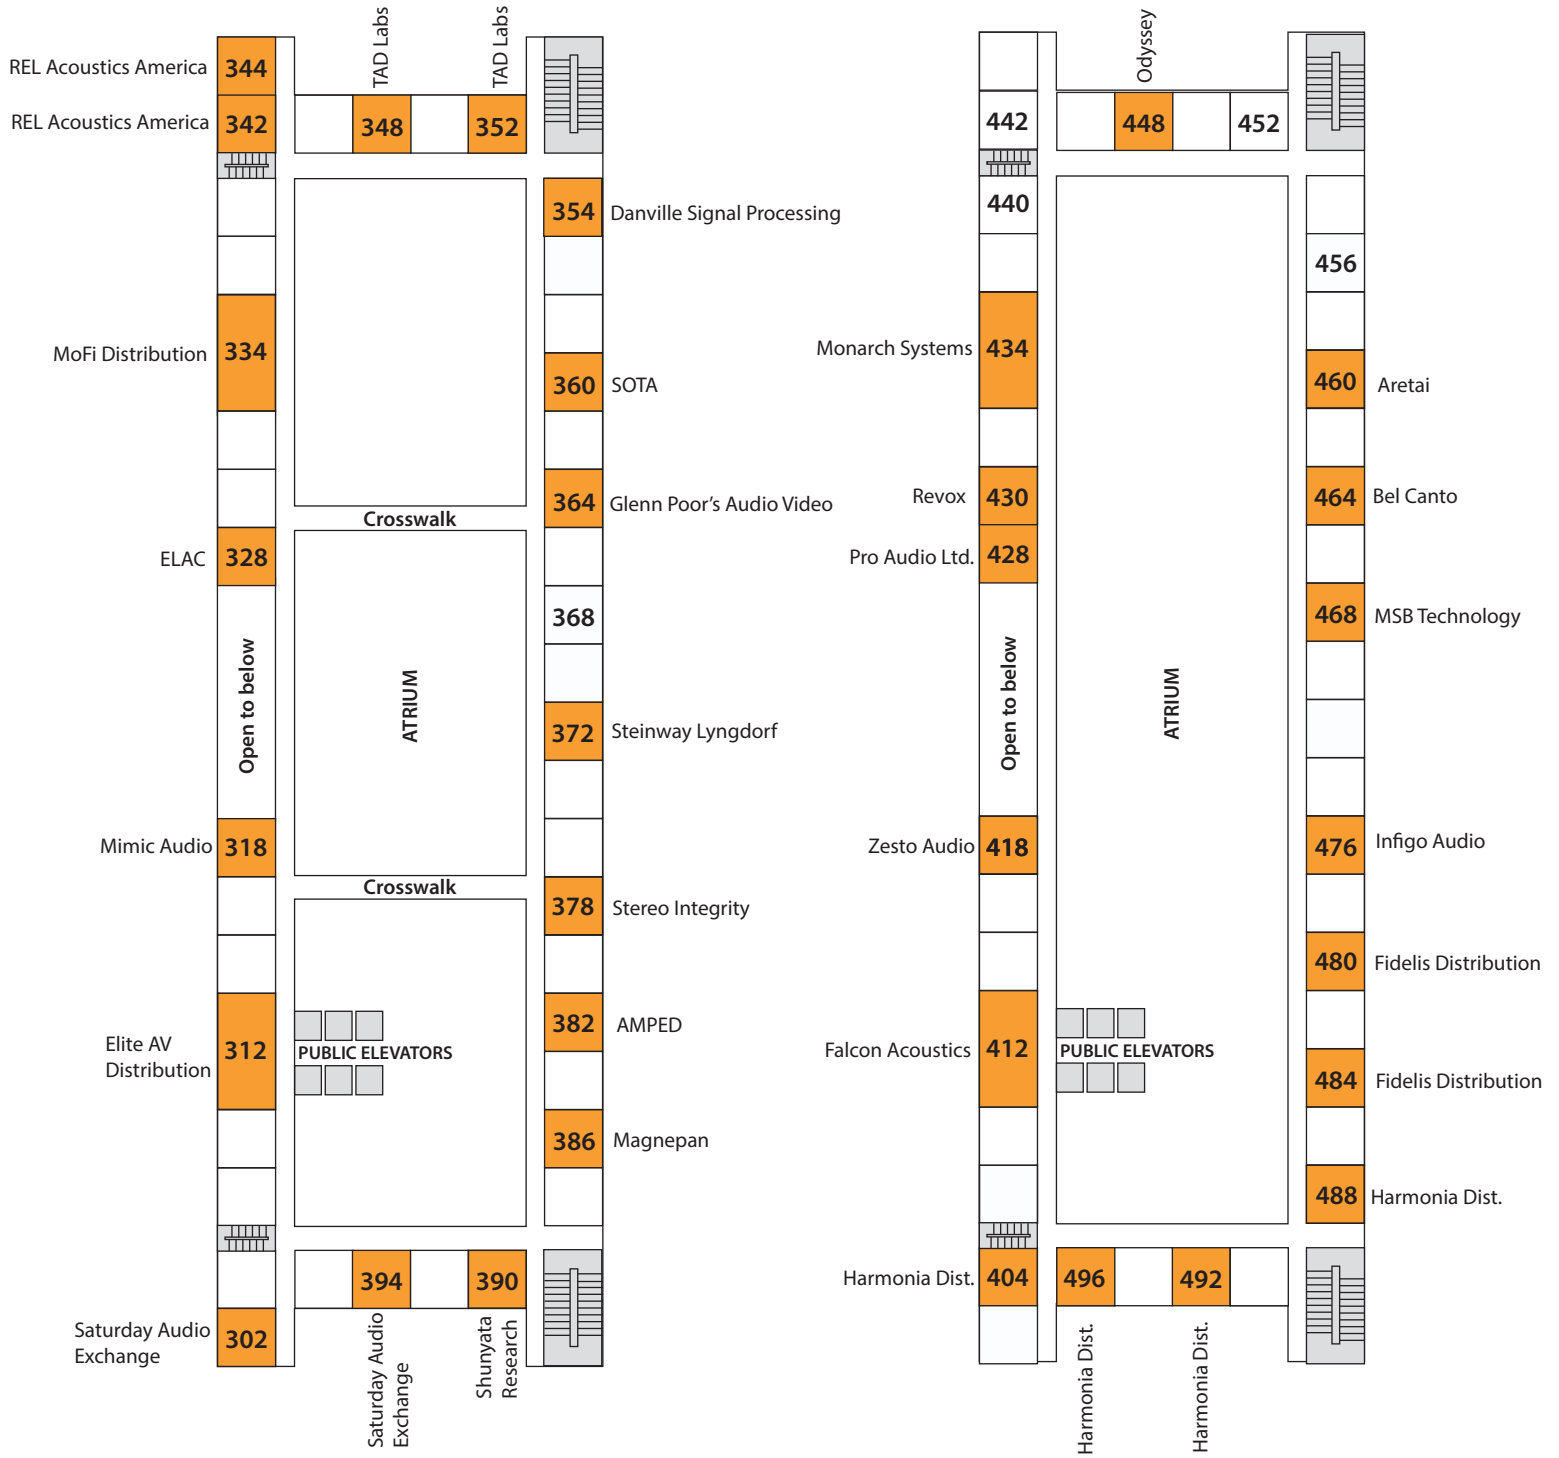 TAD Labs
TAD Labs
REL Acoustics America
344
REL Acoustics America
342
348
352
354
Danville Signal Processing
MoFi Distribution
334
360
SOTA
364
Glenn Poor's Audio Video
Crosswalk
ELAC
328
368
Open to below
ATRIUM
372
Steinway Lyngdorf
Mimic Audio
318
Crosswalk
378
Stereo Integrity
382
AMPED
Elite AV
Distribution
312
PUBLIC ELEVATORS
386
Magnepan
394
390
Saturday Audio
Exchange
302
Saturday Audio
Exchange
Shunyata
Research
Odyssey
442
448
452
440
456
Monarch Systems
434
460
Aretai
Revox
430
464
Bel Canto
Pro Audio Ltd.
428
468
MSB Technology
Open to below
ATRIUM
Zesto Audio
418
476
Infigo Audio
480
Fidelis Distribution
Falcon Acoustics
412
PUBLIC ELEVATORS
484
Fidelis Distribution
488
Harmonia Dist.
Harmonia Dist.
404
496
492
Harmonia Dist.
Harmonia Dist.